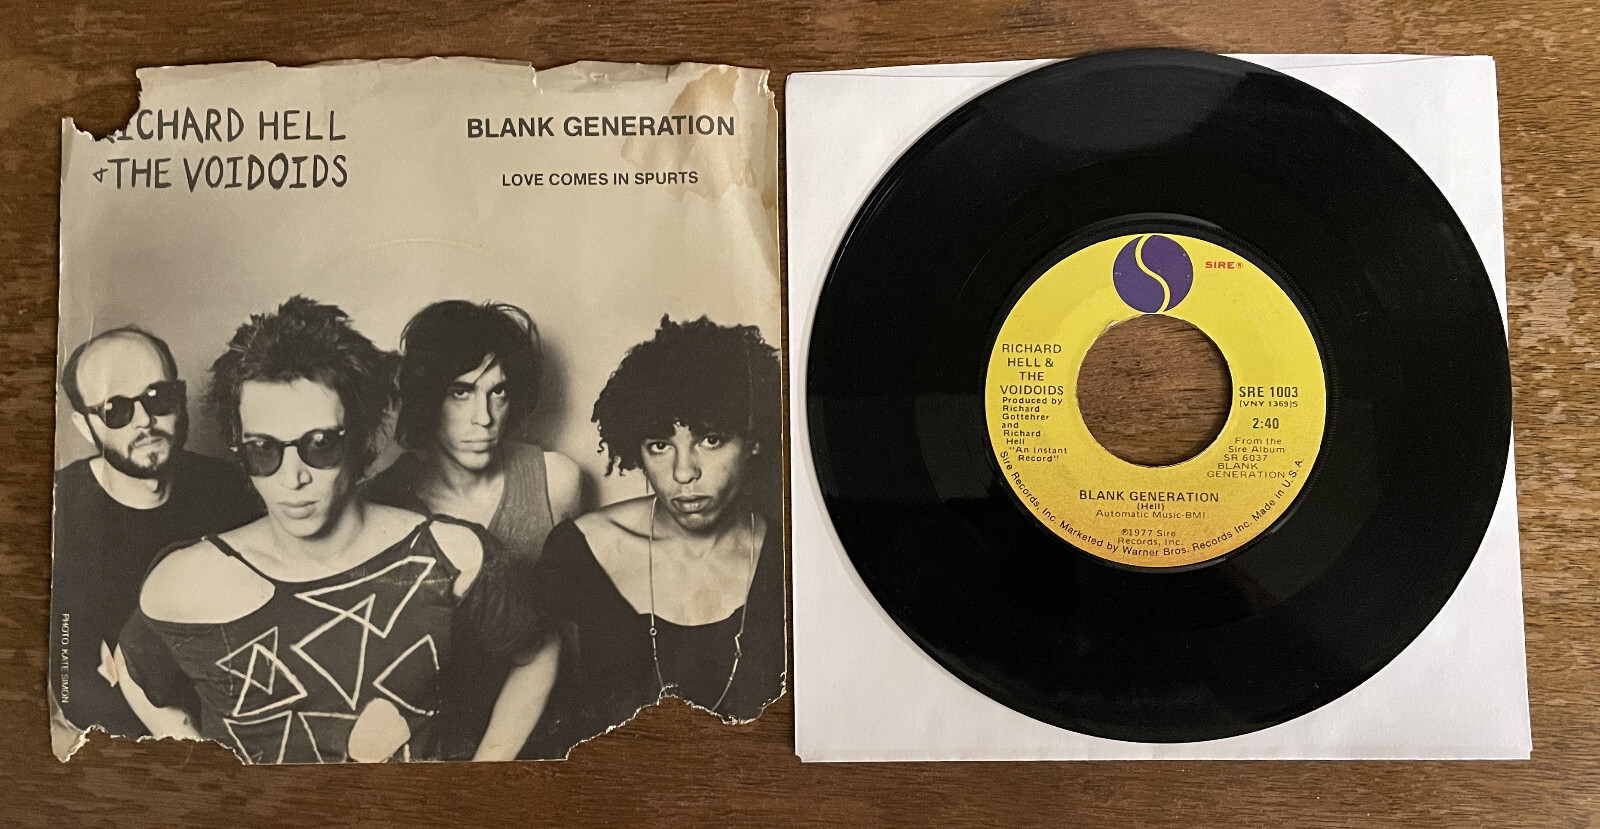 RICHARD HELL
& THE VOIDOIDS
BLANK GENERATION
LOVE COMES IN SPURTS
PHOTO: KATE SIMON
SIRE®
RICHARD
HELL &
THE
VOIDOIDS
Produced by
Richard
Gottehrer
and
Richard
Hell
"An Instant
Record"
SRE 1003
(VNY 1369)S
2:40
From the
Sire Album
SR 6037
BLANK
GENERATION
BLANK GENERATION
(Hell)
Automatic Music-BMI
℗1977 Sire
Records, Inc.
Sire Records, Inc. Marketed by Warner Bros. Records Inc. Made in U.S.A.